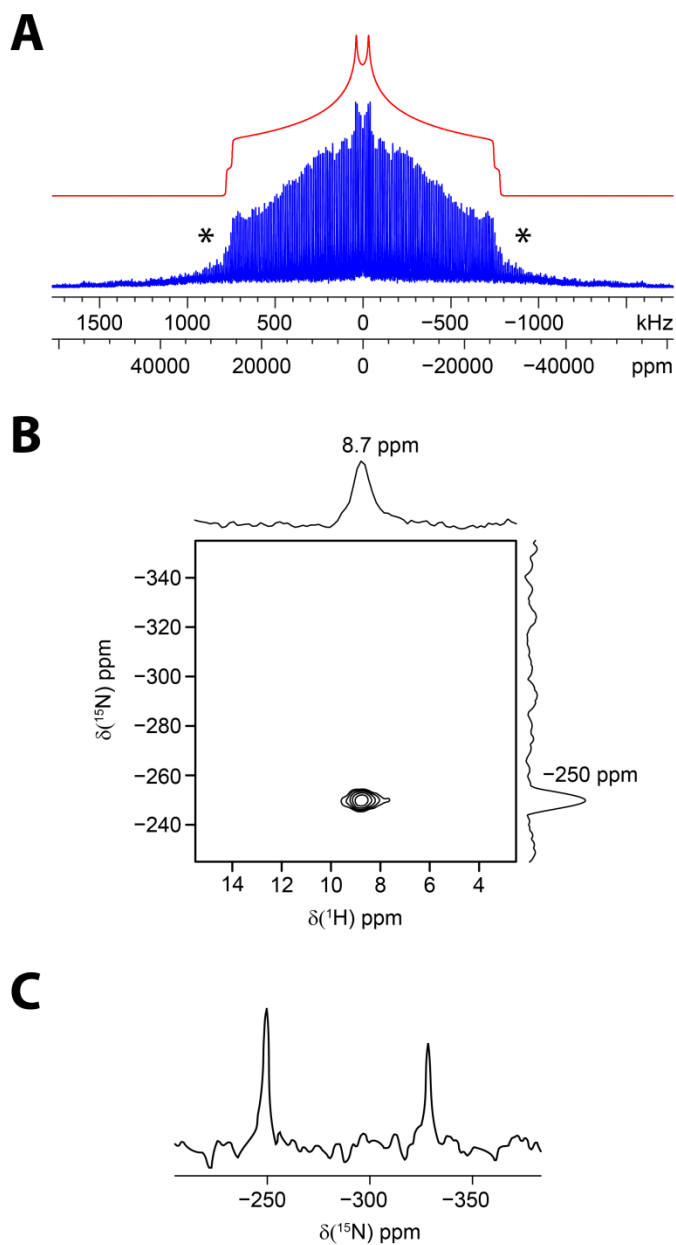 A
* *
1500 1000 500 0 −500 −1000 kHz
40000 20000 0 −20000 −40000 ppm
B
8.7 ppm
−340
−320
−300
−280
−260
−240
δ(¹⁵N) ppm
−250 ppm
14 12 10 8 6 4
δ(¹H) ppm
C
−250 −300 −350
δ(¹⁵N) ppm